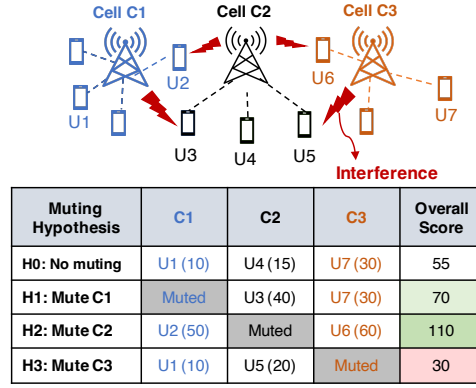 Cell C1 Cell C2 Cell C3
U2 U6
U1 U7
U3 U4 U5
Interference
Muting Hypothesis C1 C2 C3 Overall Score
H0: No muting U1 (10) U4 (15) U7 (30) 55
H1: Mute C1 Muted U3 (40) U7 (30) 70
H2: Mute C2 U2 (50) Muted U6 (60) 110
H3: Mute C3 U1 (10) U5 (20) Muted 30